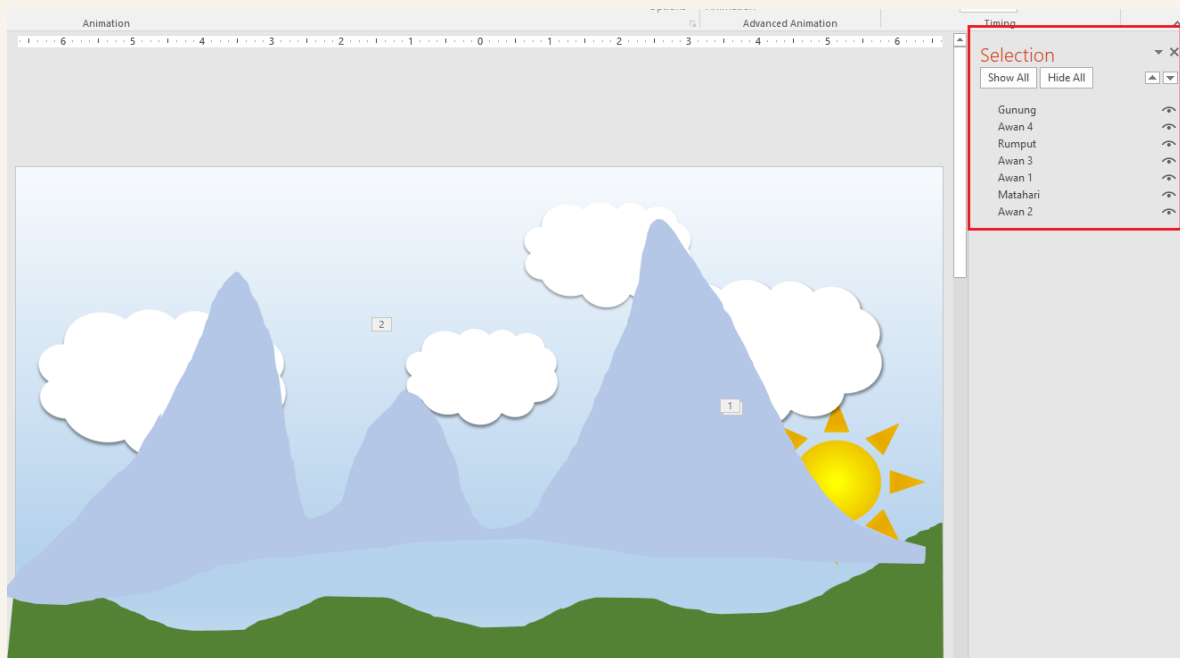 Animation
Advanced Animation
Timing
6 5 4 3 2 1 0 1 2 3 4 5 6
Selection
Show All Hide All
Gunung
Awan 4
Rumput
Awan 3
Awan 1
Matahari
Awan 2
2
1